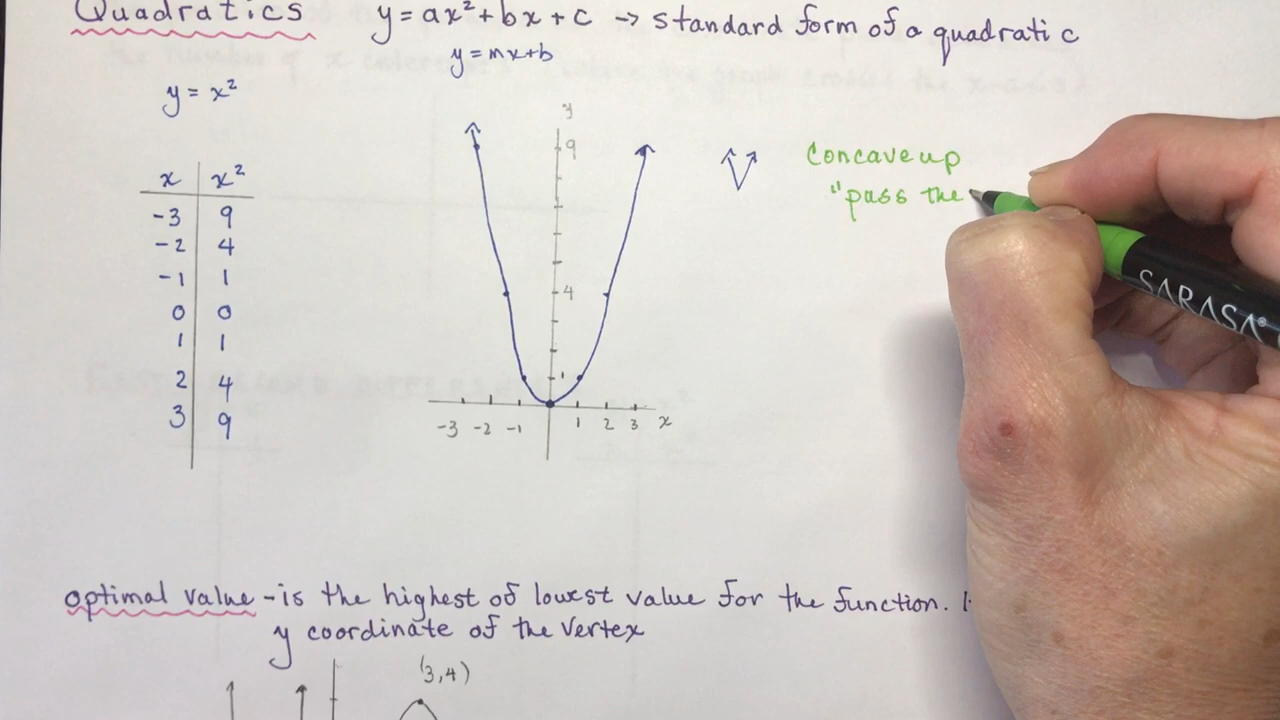 Quadratics y = ax² + bx + c → standard form of a quadratic
y = mx + b
y = x²
x x²
-3 9
-2 4
-1 1
0 0
1 1
2 4
3 9
y
9
4
1
-3 -2 -1 1 2 3 x
Concave up
"pass the
SARASA®
optimal value - is the highest of lowest value for the function.
y coordinate of the vertex
(3,4)